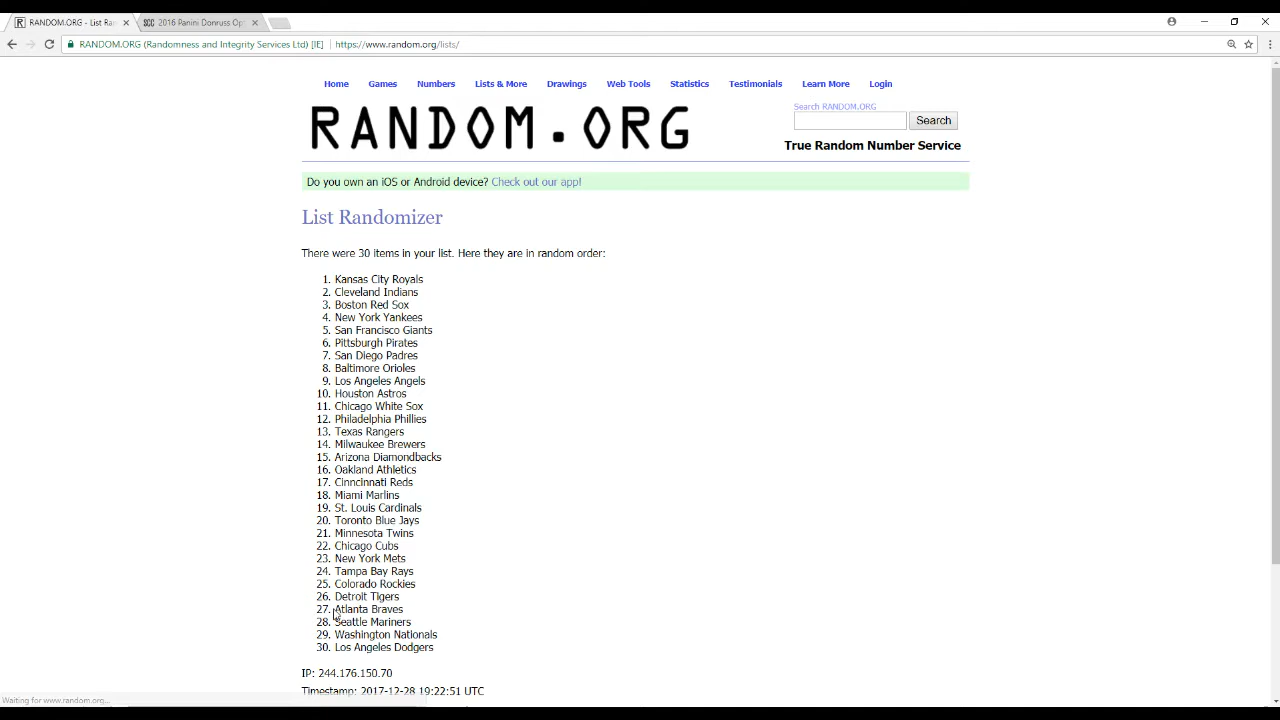 RANDOM.ORG - List Ra
2016 Panini Donruss Op
RANDOM.ORG (Randomness and Integrity Services Ltd) [IE] https://www.random.org/lists/
Home Games Numbers Lists & More Drawings Web Tools Statistics Testimonials Learn More Login
RANDOM.ORG
Search RANDOM.ORG
Search
True Random Number Service
Do you own an iOS or Android device? Check out our app!
List Randomizer
There were 30 items in your list. Here they are in random order:
1. Kansas City Royals
2. Cleveland Indians
3. Boston Red Sox
4. New York Yankees
5. San Francisco Giants
6. Pittsburgh Pirates
7. San Diego Padres
8. Baltimore Orioles
9. Los Angeles Angels
10. Houston Astros
11. Chicago White Sox
12. Philadelphia Phillies
13. Texas Rangers
14. Milwaukee Brewers
15. Arizona Diamondbacks
16. Oakland Athletics
17. Cinncinnati Reds
18. Miami Marlins
19. St. Louis Cardinals
20. Toronto Blue Jays
21. Minnesota Twins
22. Chicago Cubs
23. New York Mets
24. Tampa Bay Rays
25. Colorado Rockies
26. Detroit Tigers
27. Atlanta Braves
28. Seattle Mariners
29. Washington Nationals
30. Los Angeles Dodgers
IP: 244.176.150.70
Timestamp: 2017-12-28 19:22:51 UTC
Waiting for www.random.org...